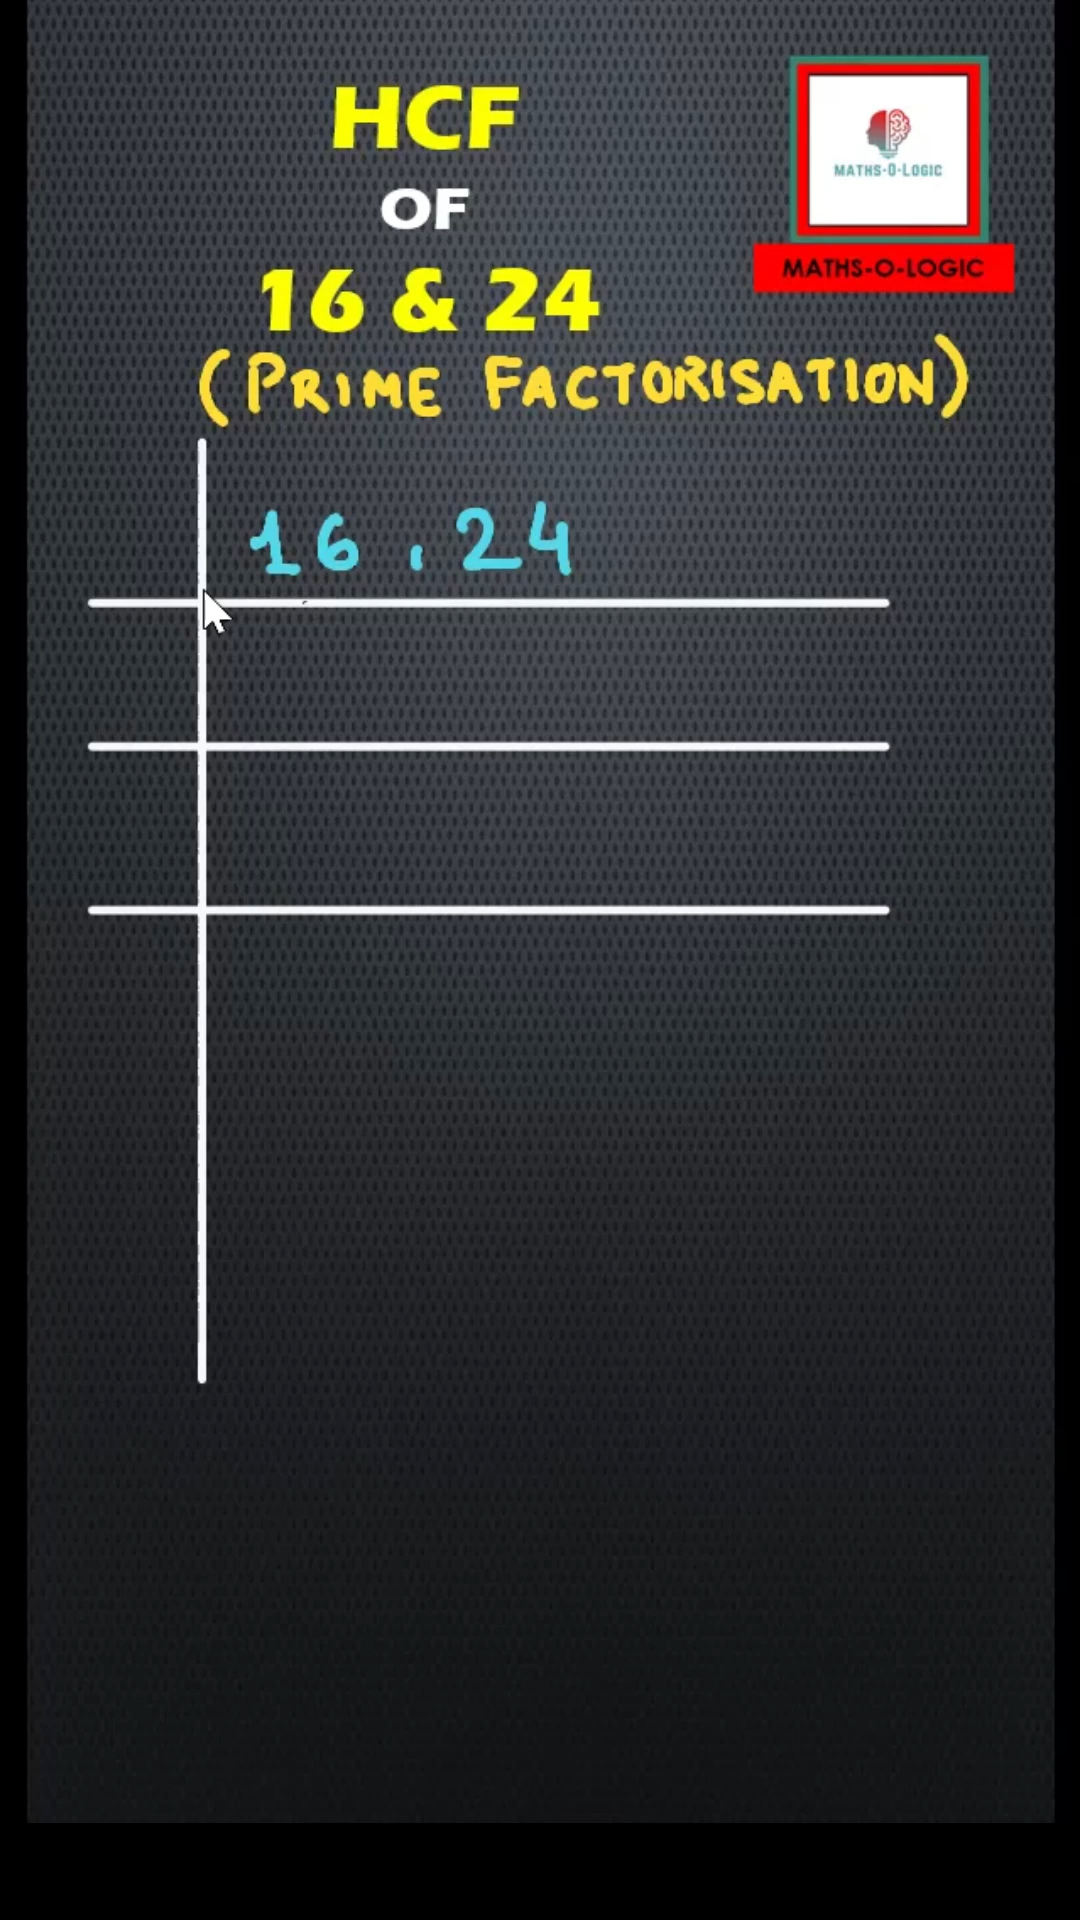 HCF
OF
16 & 24
(PRIME FACTORISATION)
MATHS-O-LOGIC
MATHS-O-LOGIC
16 , 24